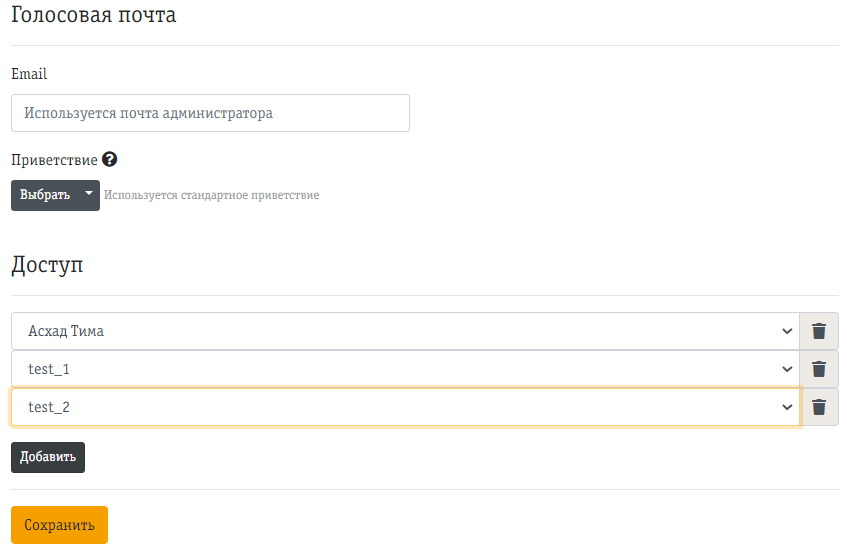 Голосовая почта
Email
Используется почта администратора
Приветствие
Выбрать Используется стандартное приветствие
Доступ
Асхад Тима
test_1
test_2
Добавить
Сохранить